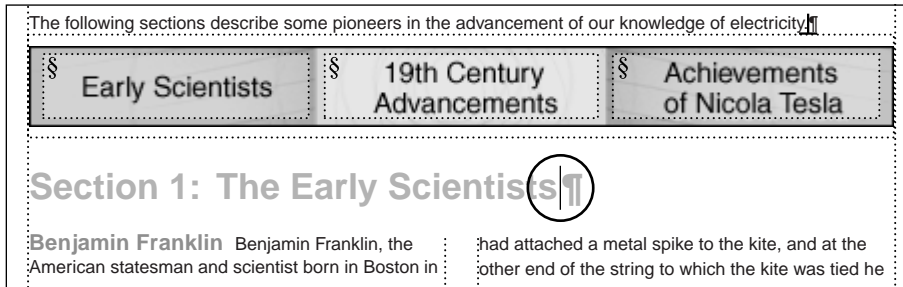 The following sections describe some pioneers in the advancement of our knowledge of electricity.¶
§ Early Scientists
§ 19th Century
Advancements
§ Achievements
of Nicola Tesla
Section 1: The Early Scientists¶
Benjamin Franklin Benjamin Franklin, the
American statesman and scientist born in Boston in
had attached a metal spike to the kite, and at the
other end of the string to which the kite was tied he